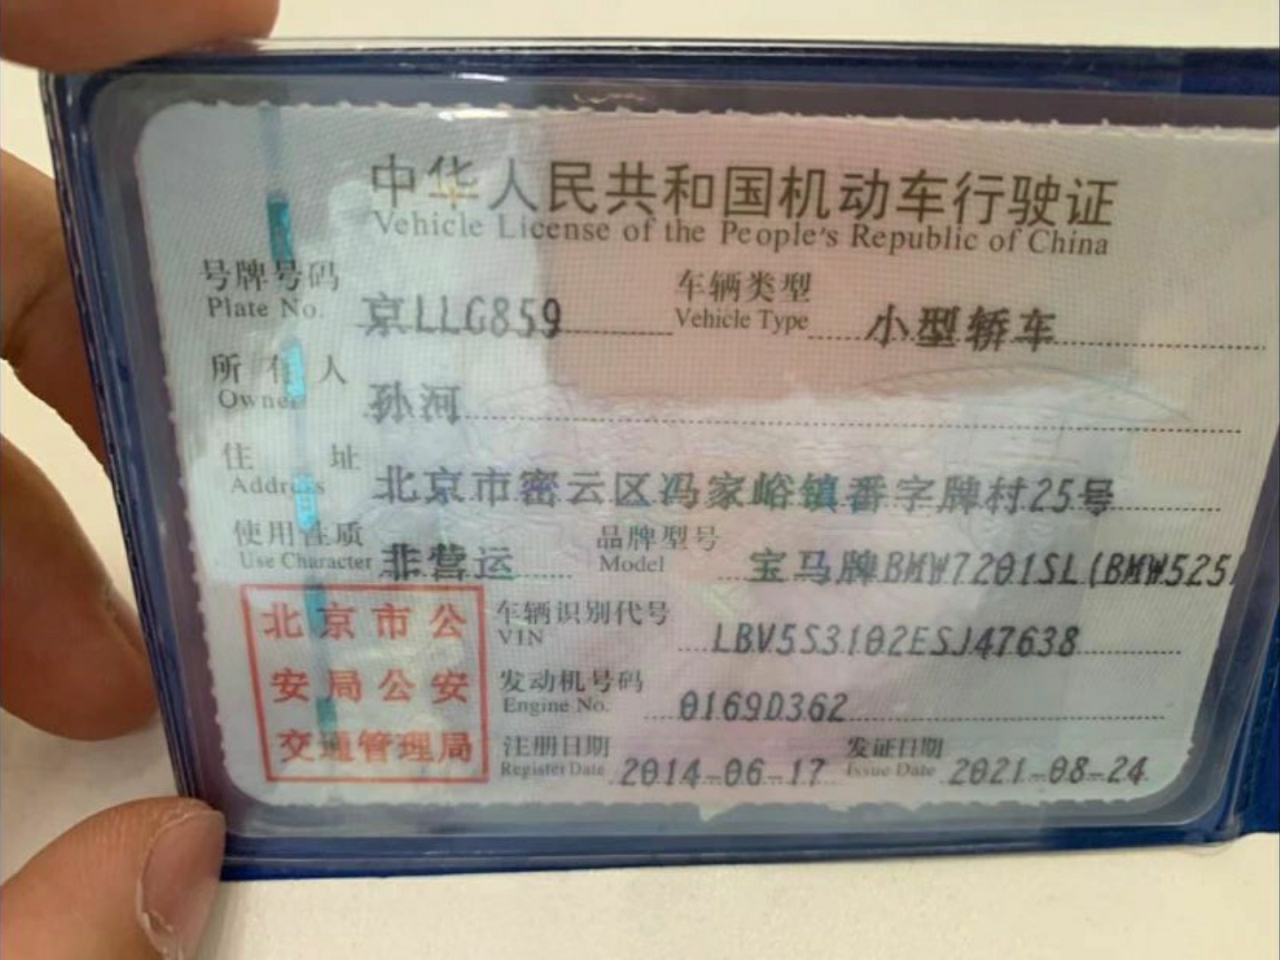 中华人民共和国机动车行驶证
Vehicle License of the People's Republic of China
号牌号码 京LLG859 车辆类型 小型轿车
Plate No. Vehicle Type
所有人 孙河
Owner
住址 北京市密云区冯家峪镇番字牌村25号
Address
使用性质 非营运 品牌型号 宝马牌BMW7201SL(BMW525
Use Character Model
北京市公
安局公安
交通管理局
车辆识别代号 LBV5S3102ESJ47638
VIN
发动机号码 0169D362
Engine No.
注册日期 2014-06-17 发证日期 2021-08-24
Register Date Issue Date